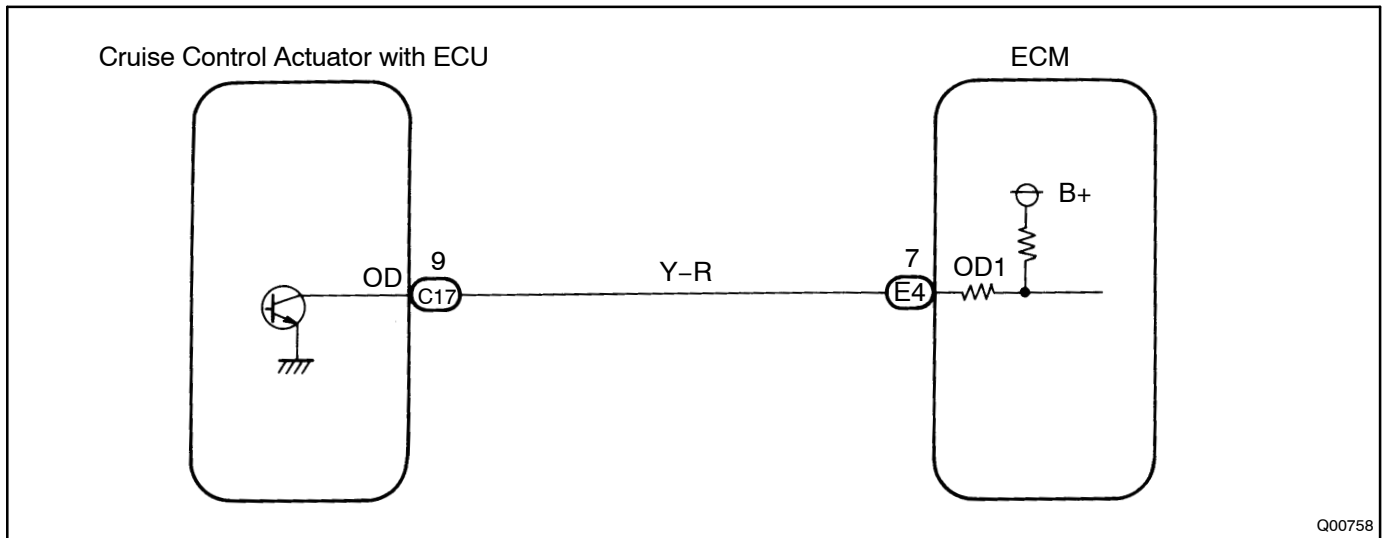 Cruise Control Actuator with ECU
ECM
B+
OD
9
C17
Y−R
7
E4
OD1
Q00758